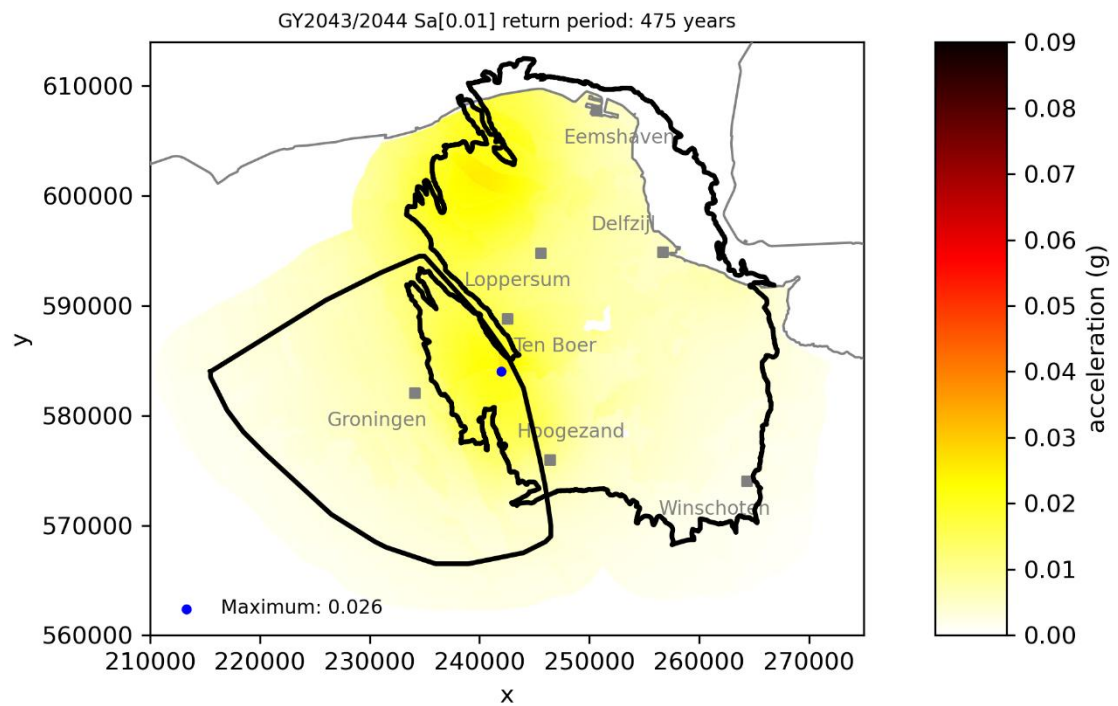 GY2043/2044 Sa[0.01] return period: 475 years
610000
600000
590000
580000
570000
560000
y
210000 220000 230000 240000 250000 260000 270000
x
Eemshaven
Delfzijl
Loppersum
Ten Boer
Groningen
Hoogezand
Winschoten
Maximum: 0.026
0.09
0.08
0.07
0.06
0.05
0.04
0.03
0.02
0.01
0.00
acceleration (g)